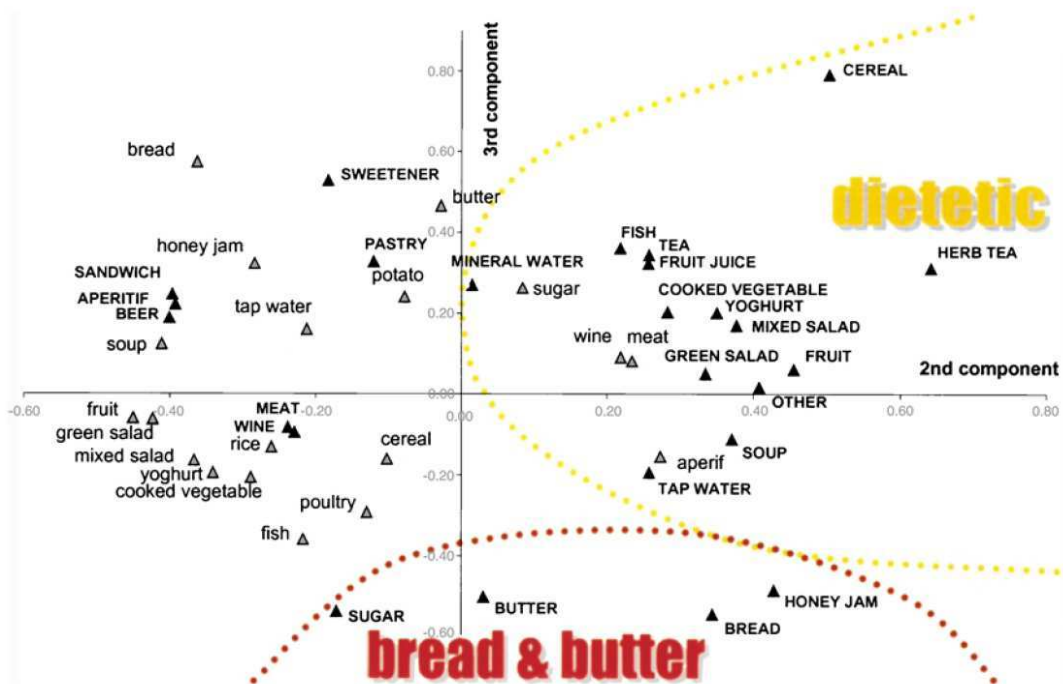 0.80
3rd component
CEREAL
bread
0.60
SWEETENER
butter
dietetic
0.40
FISH
TEA
honey jam
PASTRY
MINERAL WATER
FRUIT JUICE
HERB TEA
SANDWICH
potato
sugar
COOKED VEGETABLE
APERITIF
tap water
YOGHURT
BEER
0.20
MIXED SALAD
soup
wine meat
GREEN SALAD
FRUIT
2nd component
-0.60
-0.40
-0.20
0.00
0.00
0.20
0.40
0.60
0.80
OTHER
fruit
MEAT
green salad
WINE
rice
cereal
SOUP
mixed salad
aperif
yoghurt
-0.20
TAP WATER
cooked vegetable
poultry
fish
-0.40
SUGAR
BUTTER
HONEY JAM
-0.60
BREAD
bread & butter